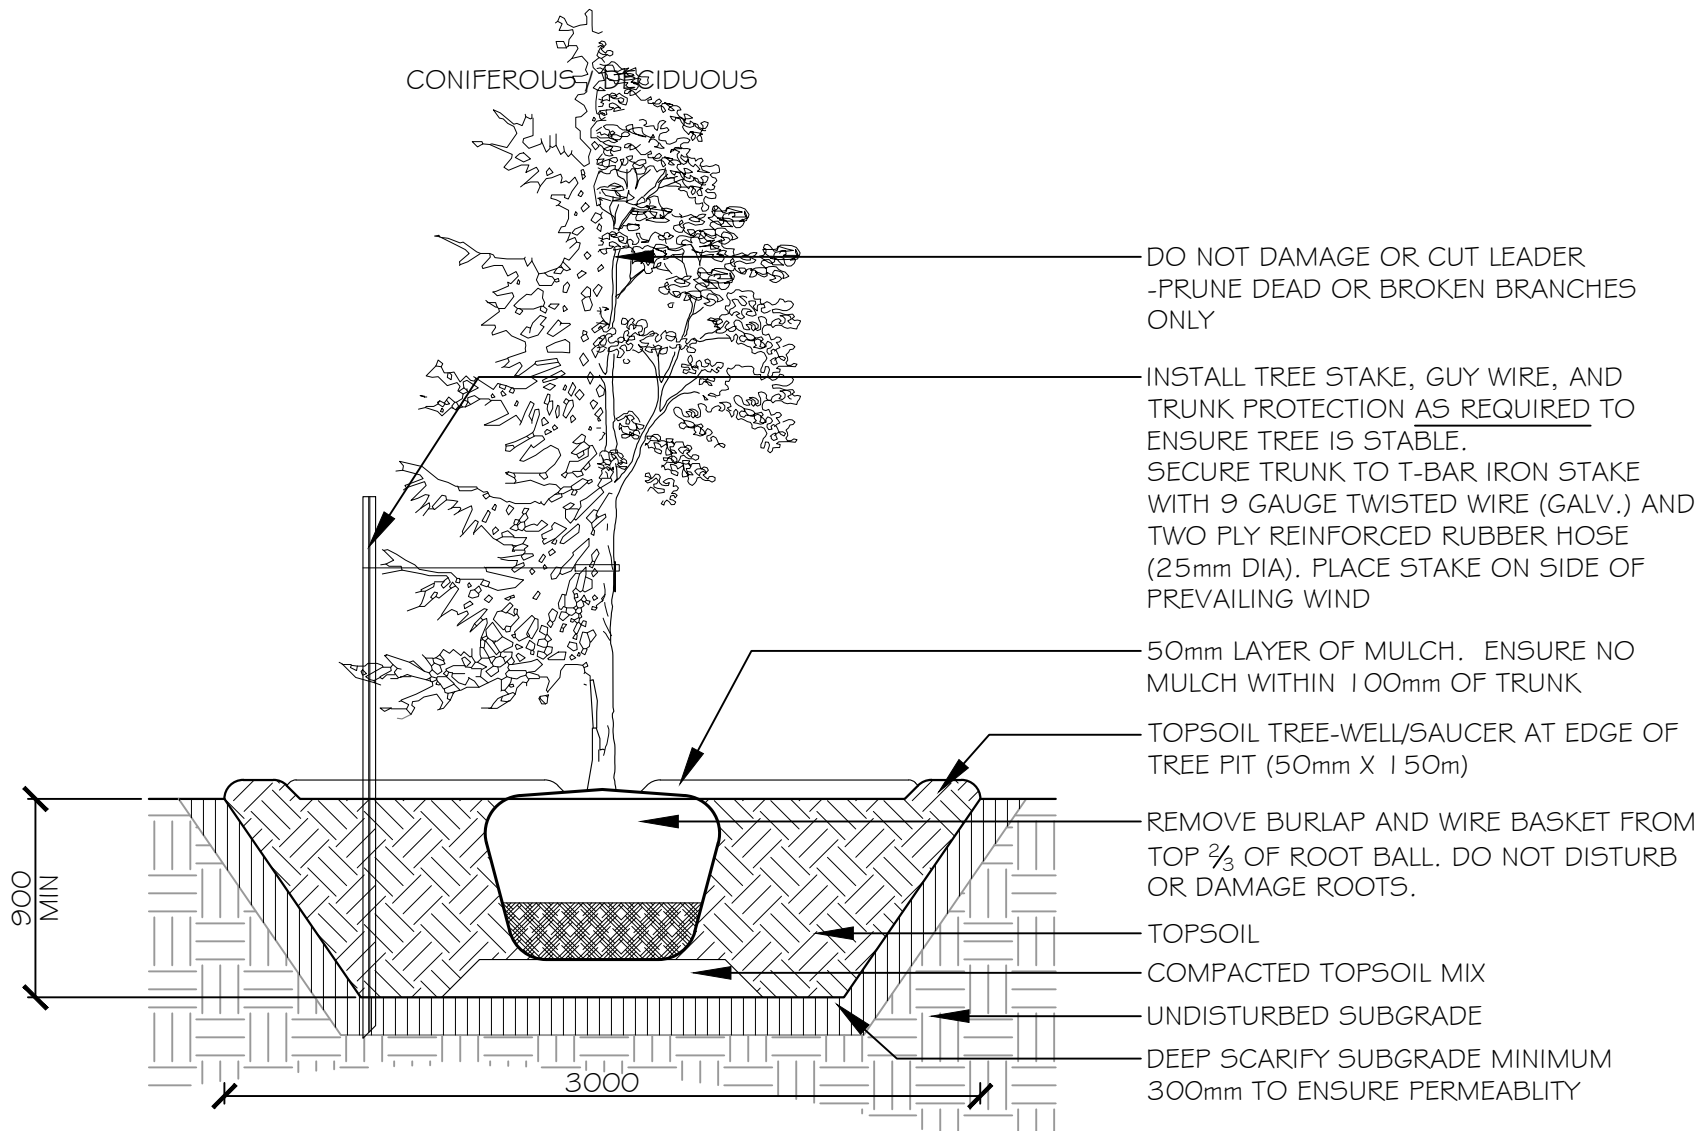 CONIFEROUS / DECIDUOUS
DO NOT DAMAGE OR CUT LEADER
-PRUNE DEAD OR BROKEN BRANCHES
ONLY
INSTALL TREE STAKE, GUY WIRE, AND
TRUNK PROTECTION AS REQUIRED TO
ENSURE TREE IS STABLE.
SECURE TRUNK TO T-BAR IRON STAKE
WITH 9 GAUGE TWISTED WIRE (GALV.) AND
TWO PLY REINFORCED RUBBER HOSE
(25mm DIA). PLACE STAKE ON SIDE OF
PREVAILING WIND
50mm LAYER OF MULCH. ENSURE NO
MULCH WITHIN 100mm OF TRUNK
TOPSOIL TREE-WELL/SAUCER AT EDGE OF
TREE PIT (50mm X 150m)
REMOVE BURLAP AND WIRE BASKET FROM
TOP ⅔ OF ROOT BALL. DO NOT DISTURB
OR DAMAGE ROOTS.
TOPSOIL
COMPACTED TOPSOIL MIX
UNDISTURBED SUBGRADE
DEEP SCARIFY SUBGRADE MINIMUM
300mm TO ENSURE PERMEABLITY
900
MIN
3000